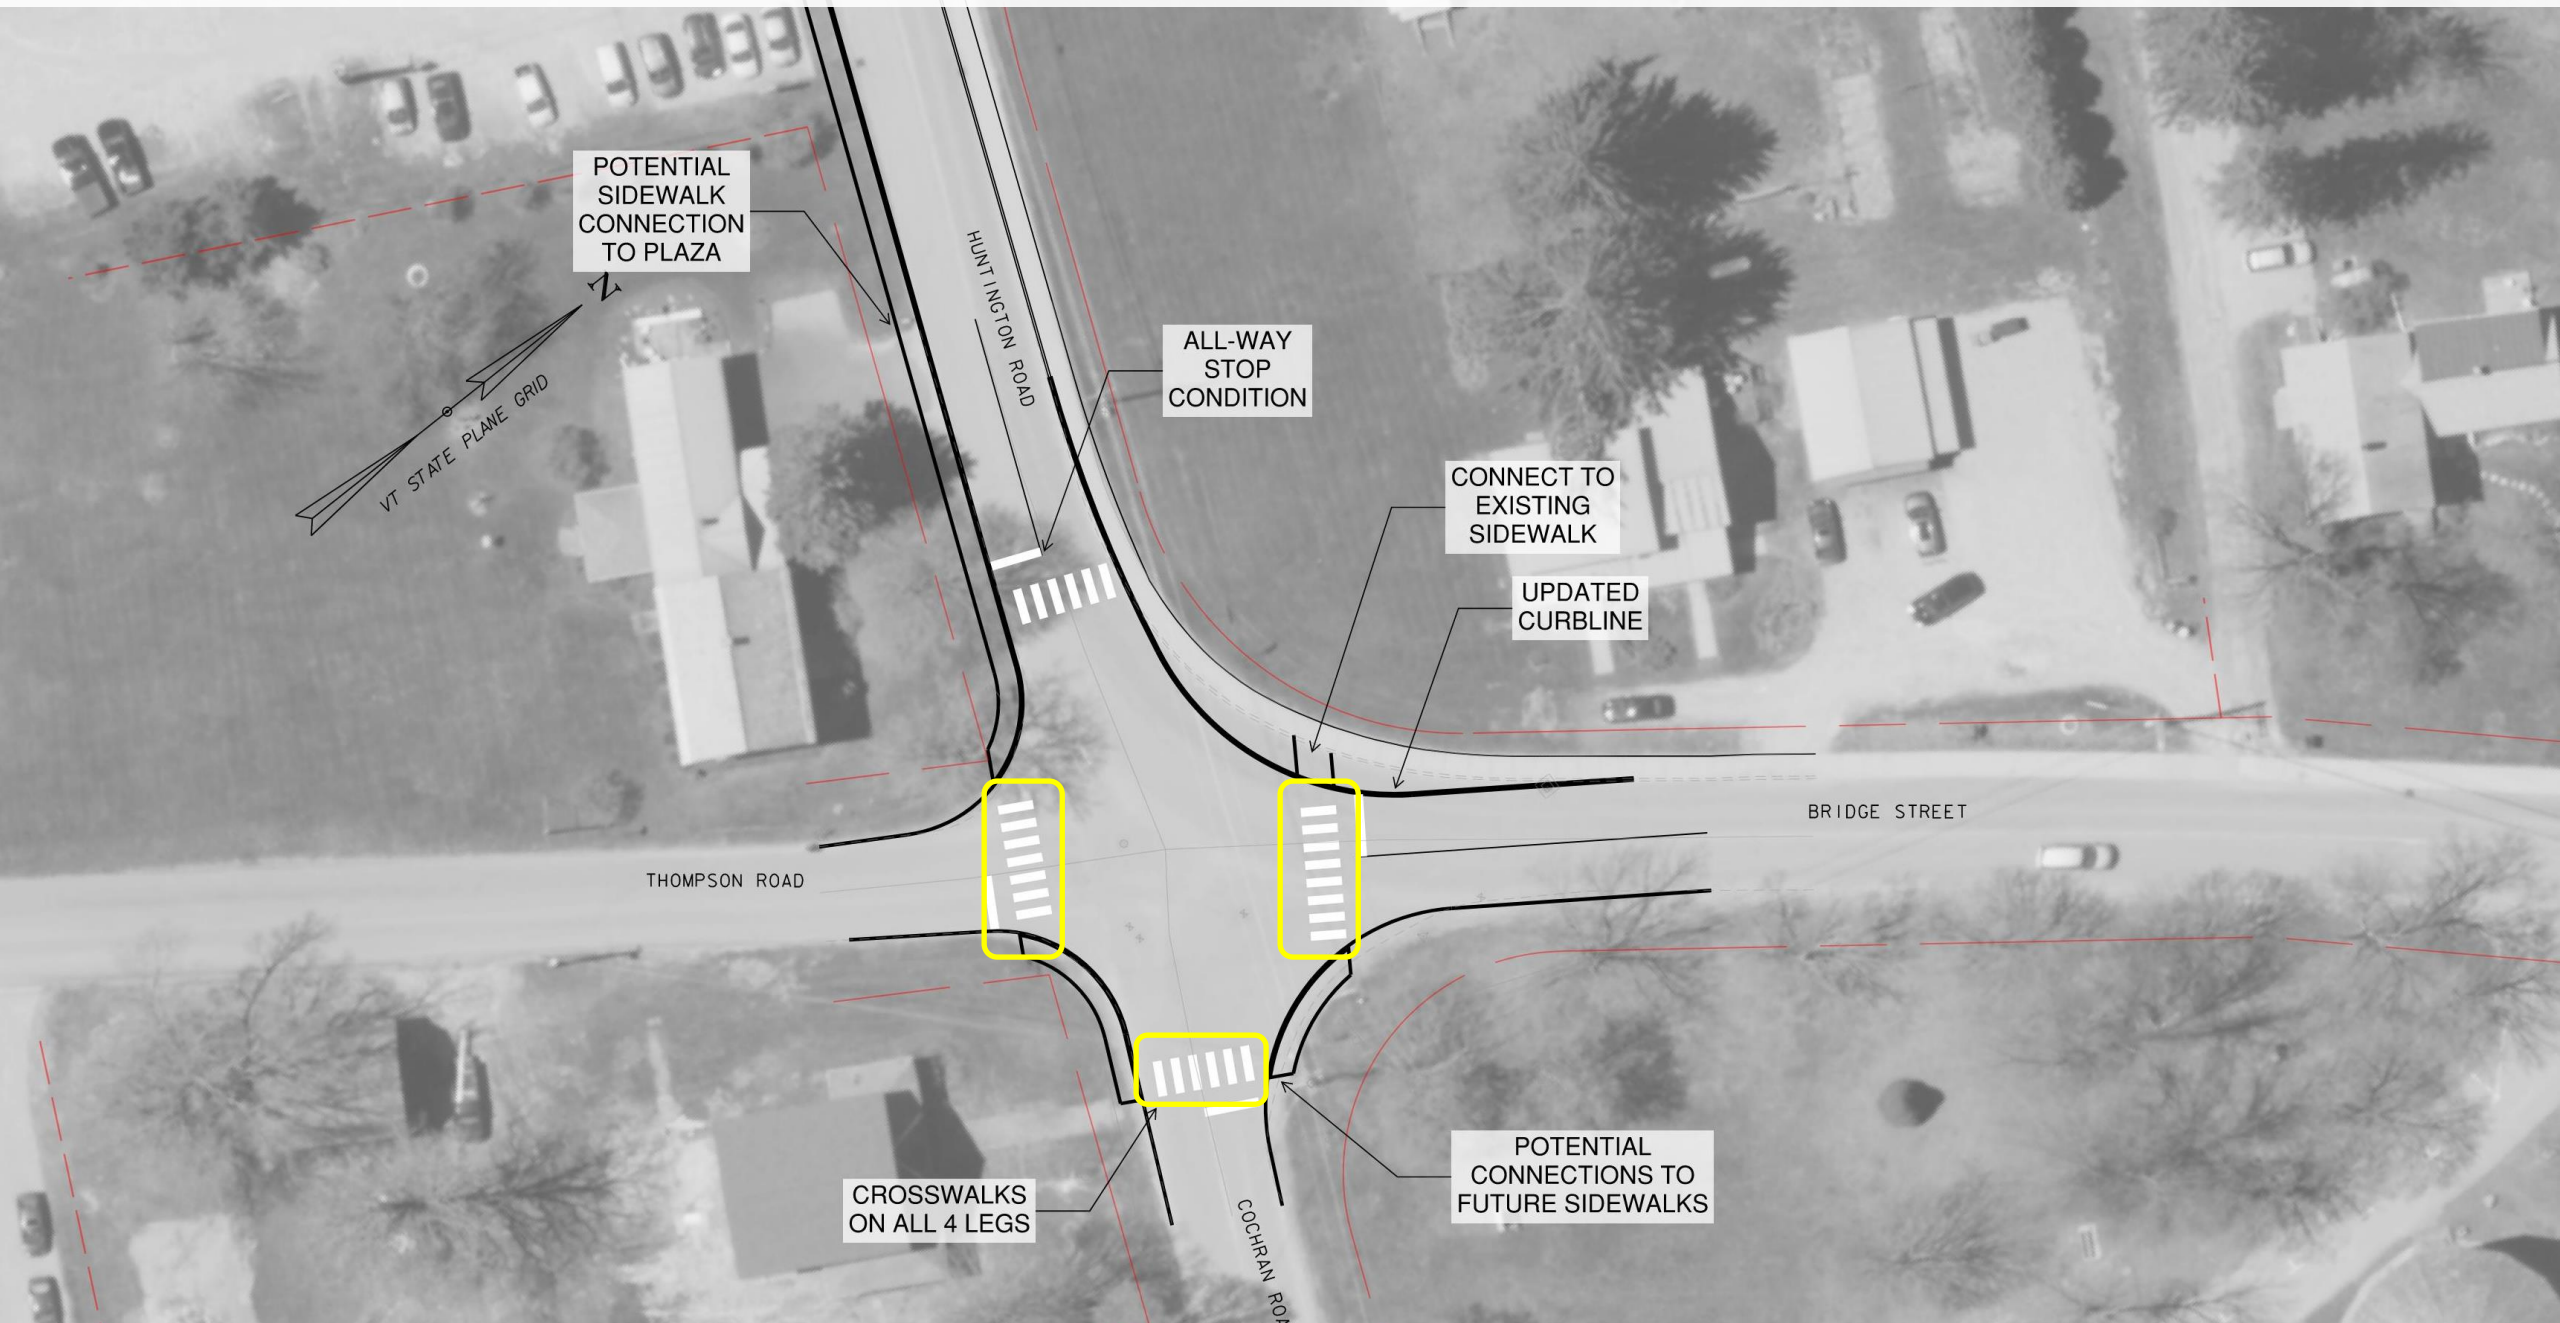 POTENTIAL
SIDEWALK
CONNECTION
TO PLAZA
N
VT STATE PLANE GRID
HUNTINGTON ROAD
ALL-WAY
STOP
CONDITION
CONNECT TO
EXISTING
SIDEWALK
UPDATED
CURBLINE
BRIDGE STREET
THOMPSON ROAD
CROSSWALKS
ON ALL 4 LEGS
POTENTIAL
CONNECTIONS TO
FUTURE SIDEWALKS
COCHRAN ROA